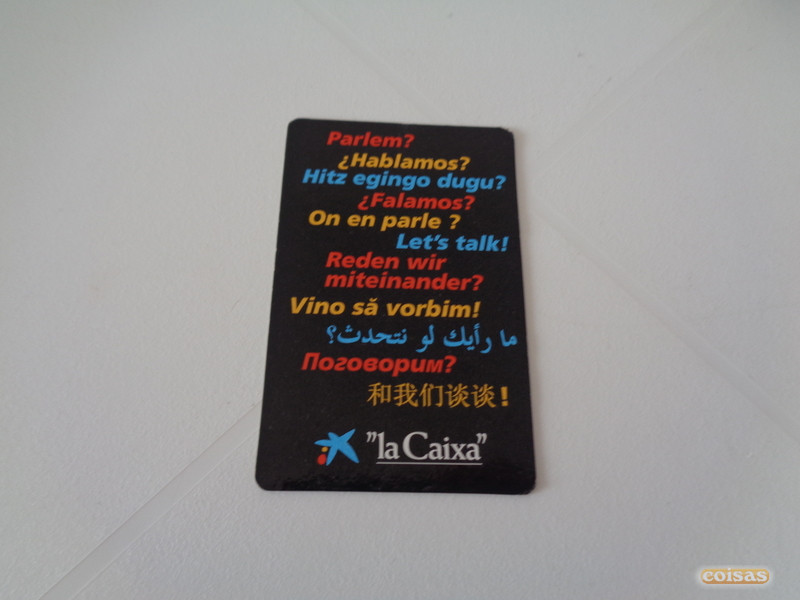 Parlem?
¿Hablamos?
Hitz egingo dugu?
¿Falamos?
On en parle ?
Let's talk!
Reden wir
miteinander?
Vino să vorbim!
ما رأيك لو نتحدث؟
Поговорим?
和我们谈谈!
"la Caixa"
coisas